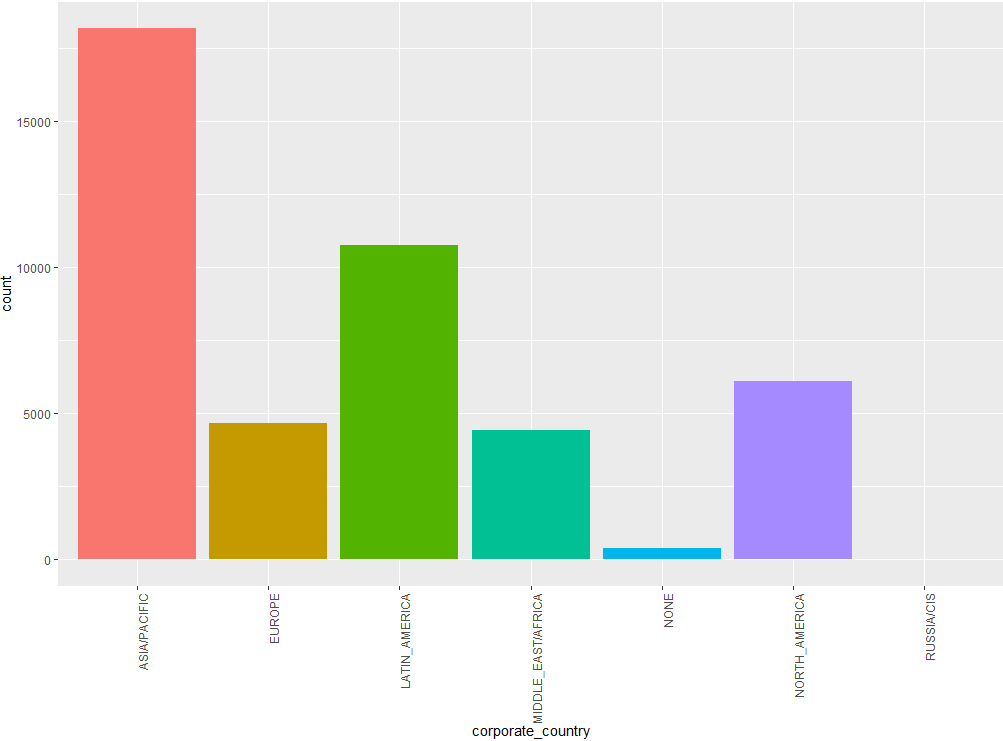 count
15000
10000
5000
0
ASIA/PACIFIC
EUROPE
LATIN_AMERICA
MIDDLE_EAST/AFRICA
NONE
NORTH_AMERICA
RUSSIA/CIS
corporate_country